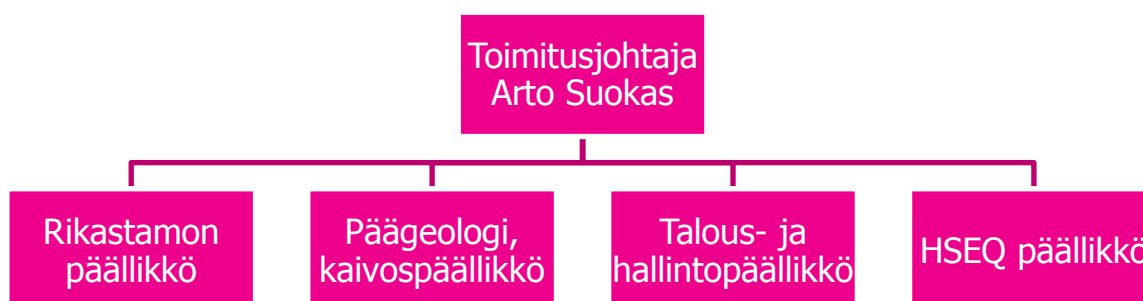 Toimitusjohtaja
Arto Suokas
Rikastamon
päällikkö
Päägeologi,
kaivospäällikkö
Talous- ja
hallintopäällikkö
HSEQ päällikkö